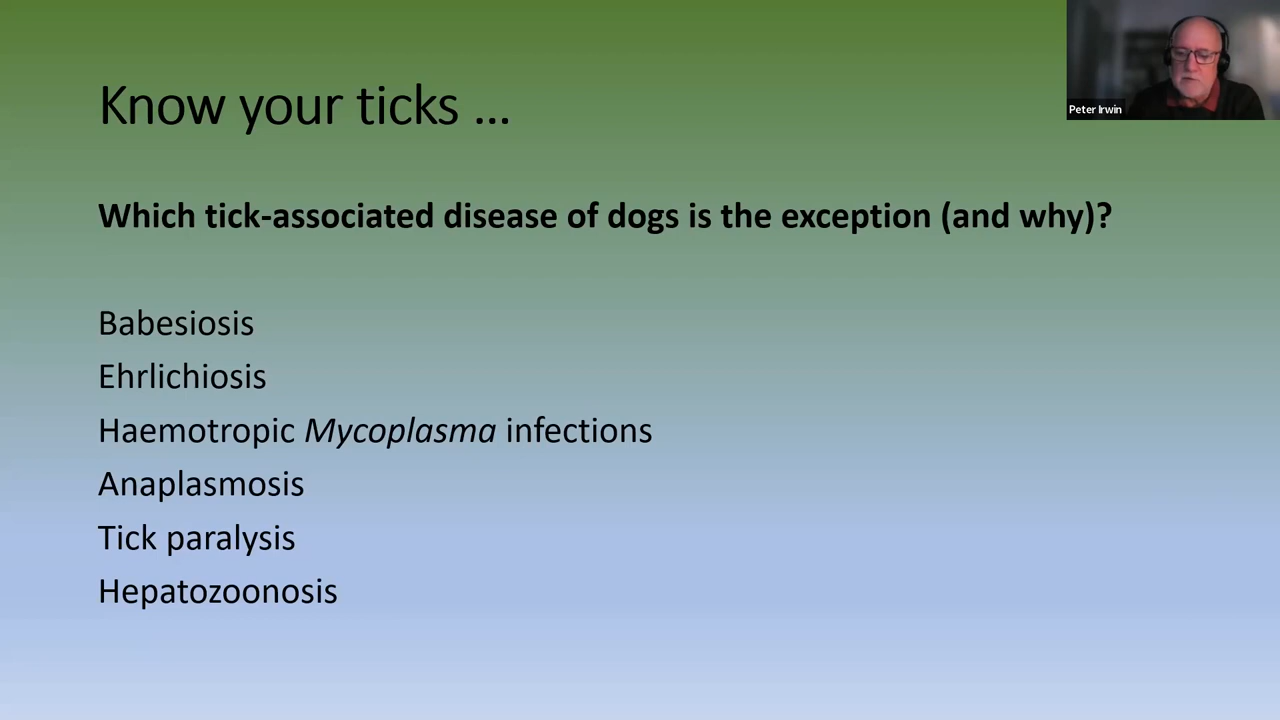 Know your ticks ...
Peter Irwin
Which tick-associated disease of dogs is the exception (and why)?
Babesiosis
Ehrlichiosis
Haemotropic Mycoplasma infections
Anaplasmosis
Tick paralysis
Hepatozoonosis